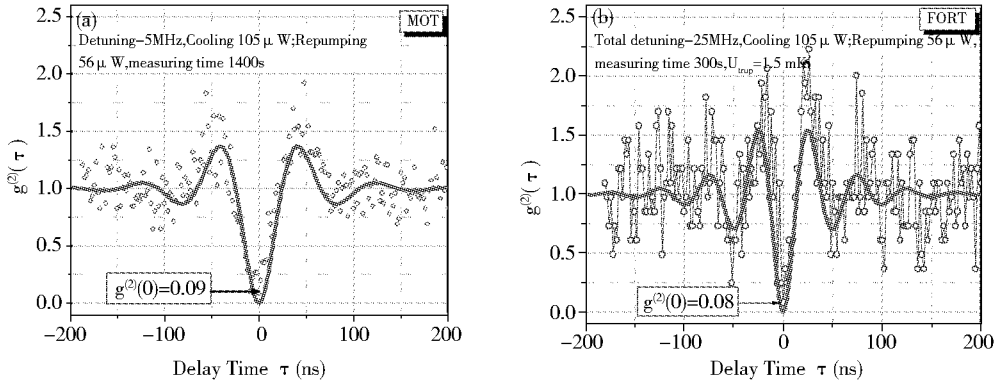 (a)
MOT
Detuning-5MHz,Cooling 105 μ W;Repumping
56 μ W,measuring time 1400s
2.5
2.0
1.5
1.0
0.5
0.0
g(2)(τ)
g(2)(0)=0.09
-200
-100
0
100
200
Delay Time τ (ns)
(b)
FORT
Total detuning-25MHz,Cooling 105 μ W;Repumping 56 μ W,
measuring time 300s,Utrap=1.5 mK
2.5
2.0
1.5
1.0
0.5
0.0
g(2)(τ)
g(2)(0)=0.08
-200
-100
0
100
200
Delay Time τ (ns)